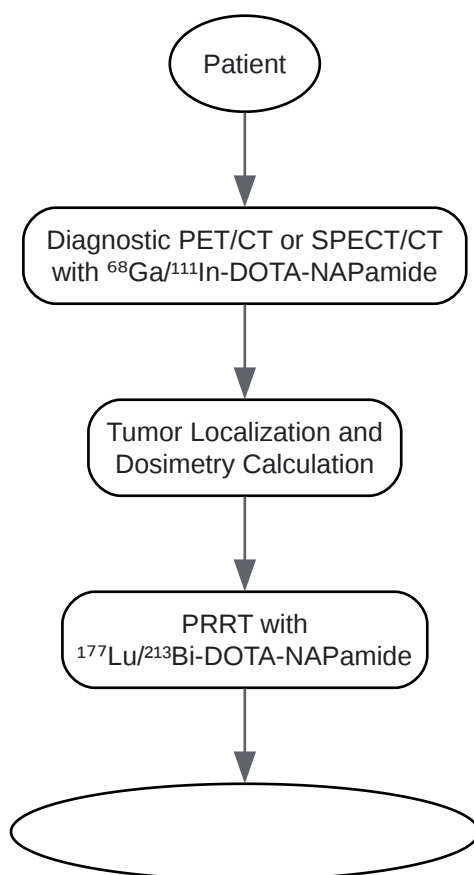 Patient
Diagnostic PET/CT or SPECT/CT
with ⁶⁸Ga/¹¹¹In-DOTA-NAPamide
Tumor Localization and
Dosimetry Calculation
PRRT with
¹⁷⁷Lu/²¹³Bi-DOTA-NAPamide